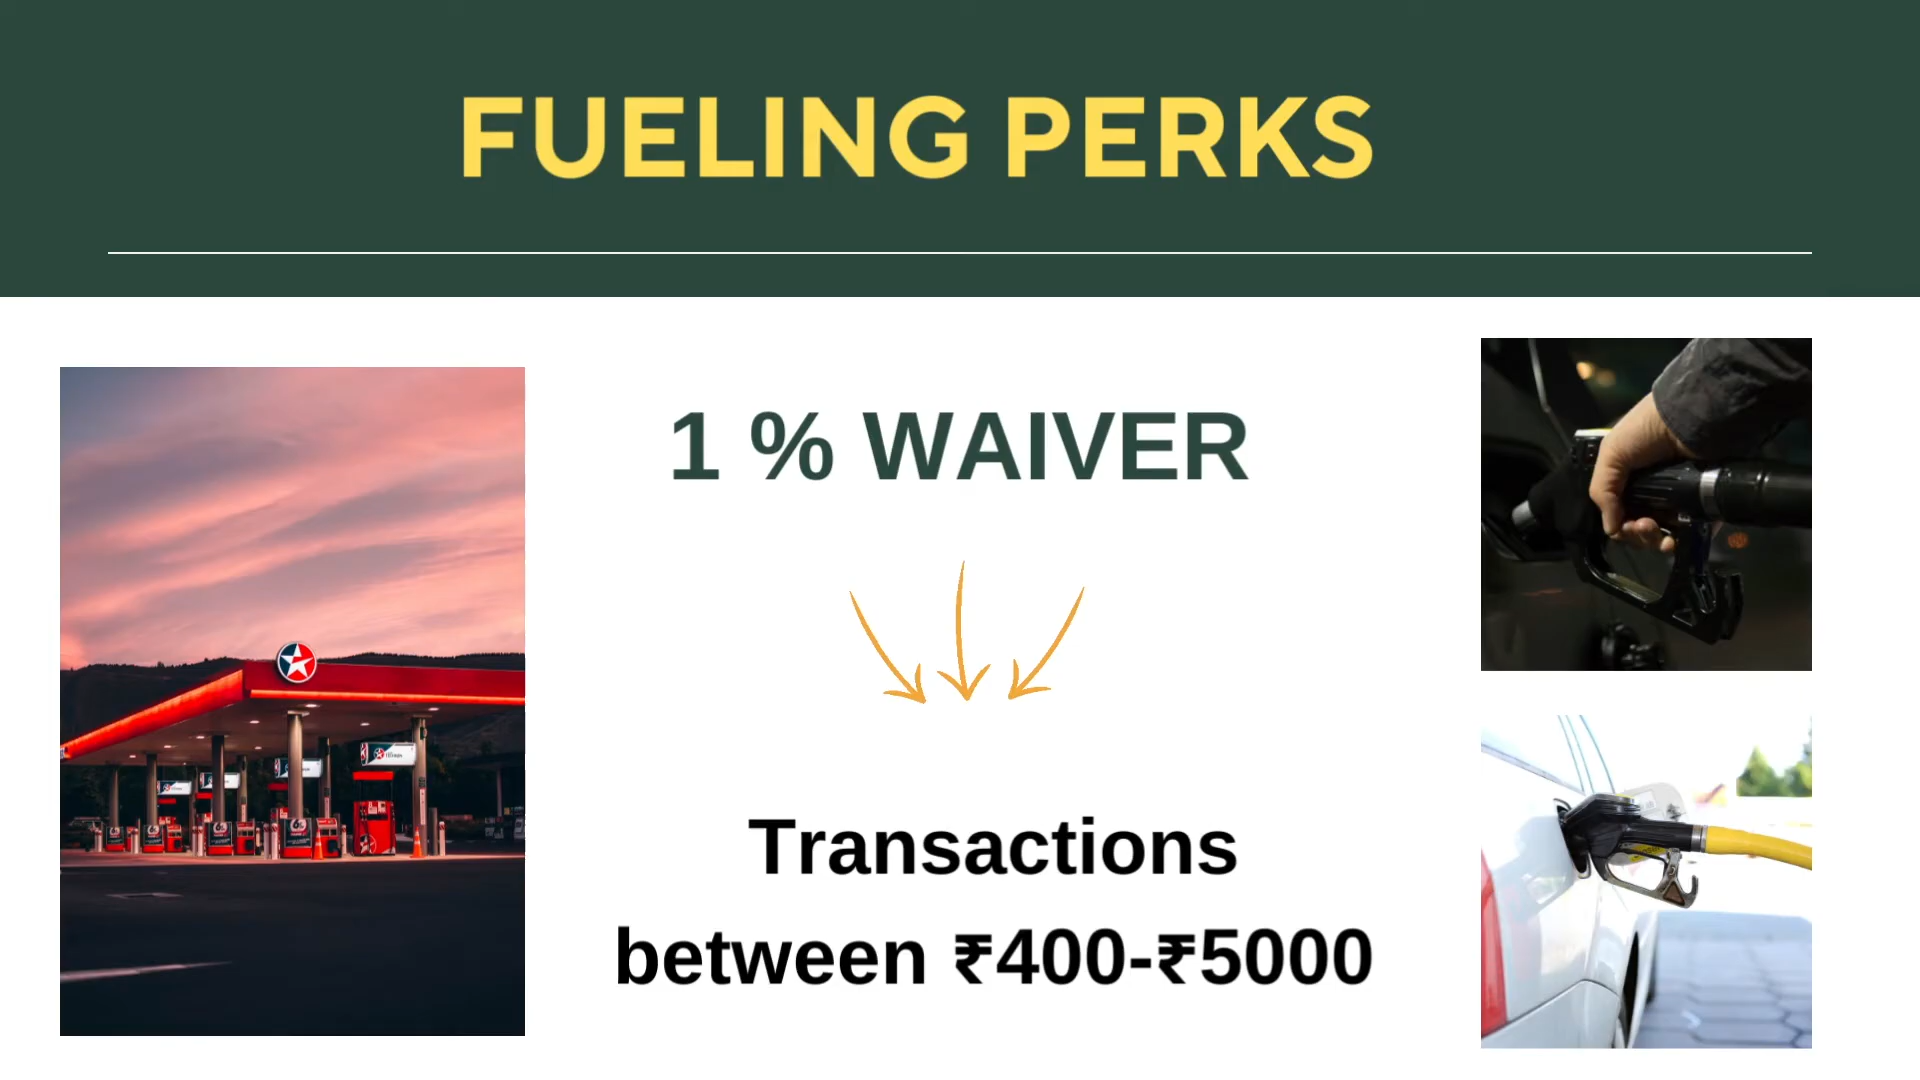 FUELING PERKS
1 % WAIVER
Transactions
between ₹400-₹5000